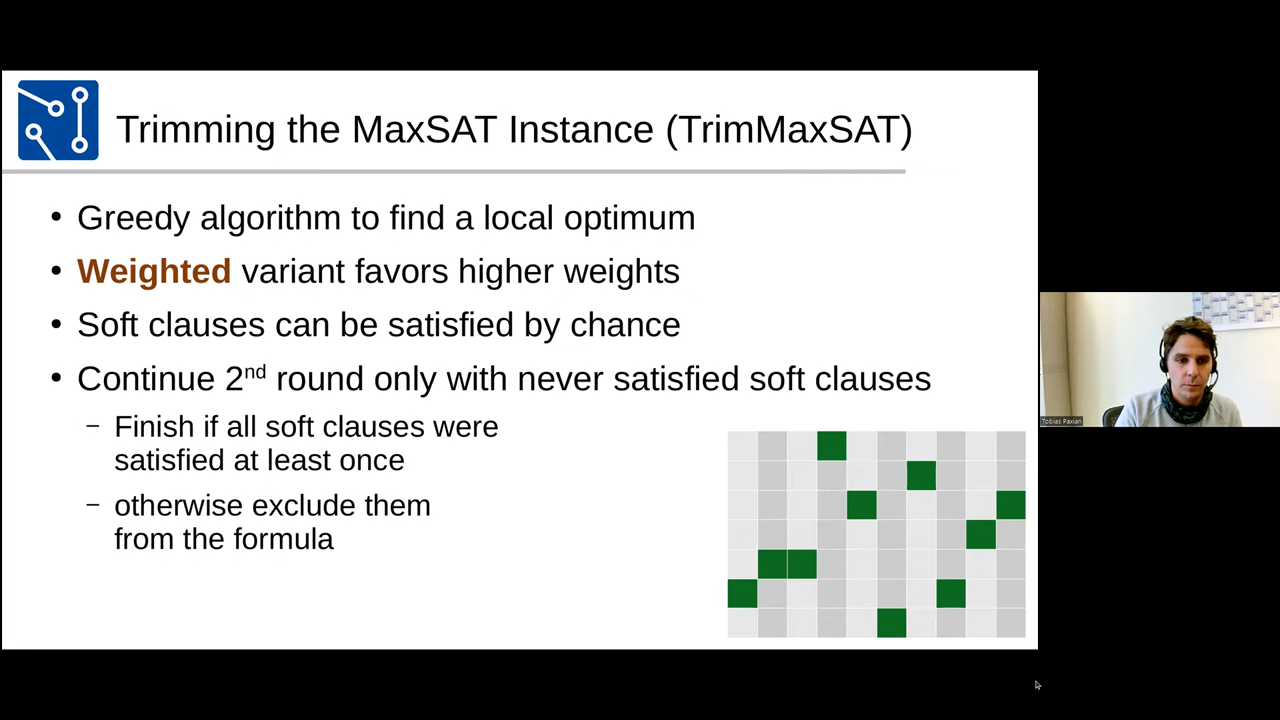 Trimming the MaxSAT Instance (TrimMaxSAT)
• Greedy algorithm to find a local optimum
• Weighted variant favors higher weights
• Soft clauses can be satisfied by chance
• Continue 2nd round only with never satisfied soft clauses
– Finish if all soft clauses were
satisfied at least once
– otherwise exclude them
from the formula
Tobias Paxian